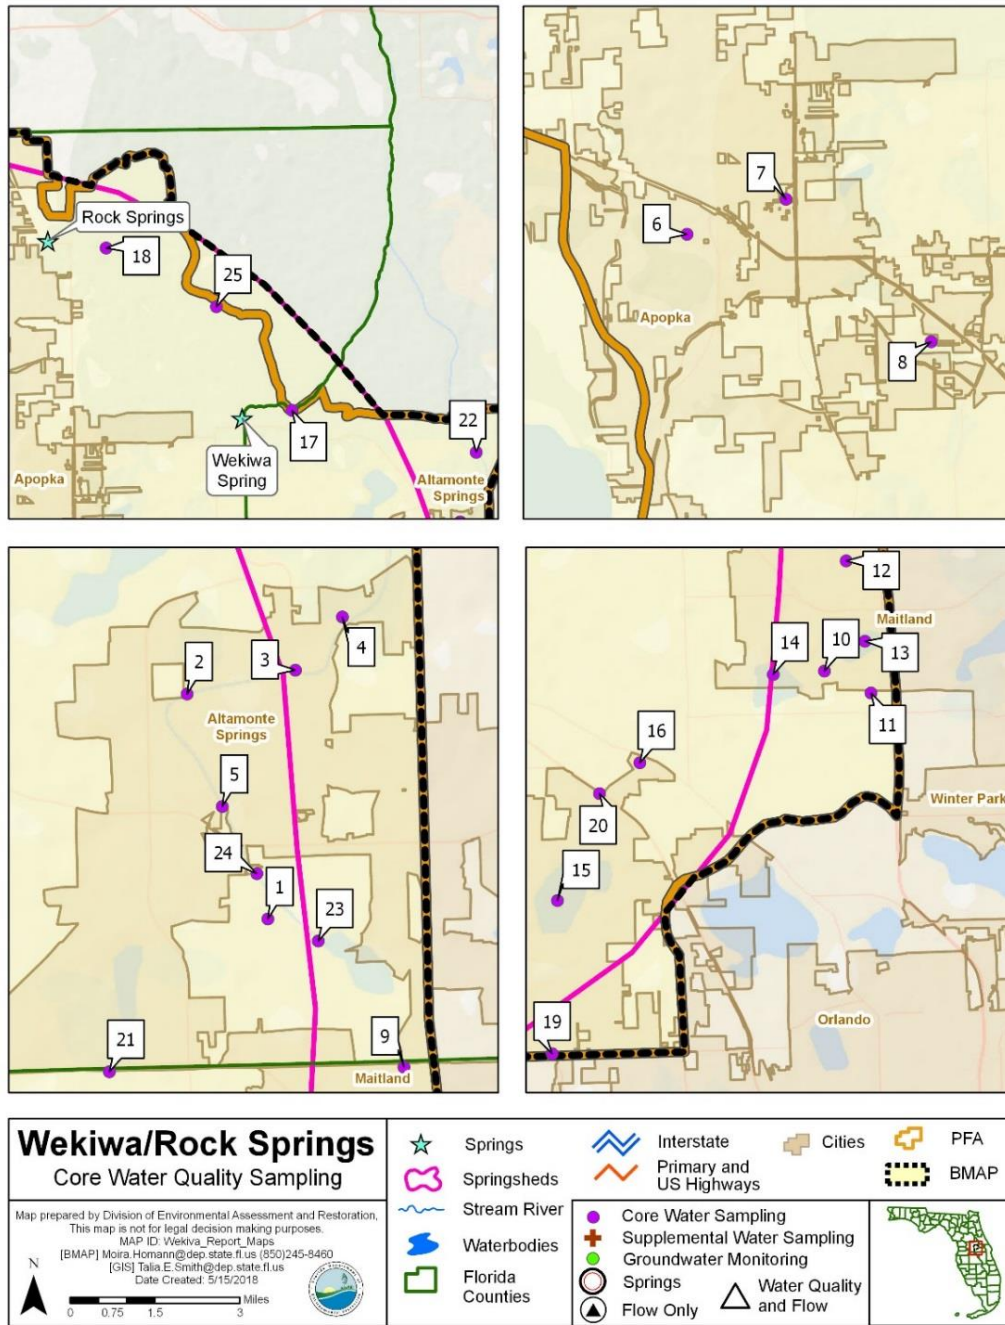 Rock Springs
18
25
17
22
Wekiwa
Spring
Apopka
Altamonte
Springs
7
6
Apopka
8
2
3
4
Altamonte
Springs
5
24
1
23
21
9
Maitland
12
Maitland
14
10
13
11
16
20
Winter Park
15
19
Orlando
Wekiwa/Rock Springs
Core Water Quality Sampling
Map prepared by Division of Environmental Assessment and Restoration,
This map is not for legal decision making purposes.
MAP ID: Wekiva_Report_Maps
[BMAP] Moira.Homann@dep.state.fl.us (850)245-8460
[GIS] Talia.E.Smith@dep.state.fl.us
Date Created: 5/15/2018
N
Miles
0 0.75 1.5 3
Springs
Springsheds
Stream River
Waterbodies
Florida
Counties
Interstate
Primary and
US Highways
Cities
PFA
BMAP
Core Water Sampling
Supplemental Water Sampling
Groundwater Monitoring
Springs
Flow Only
Water Quality
and Flow